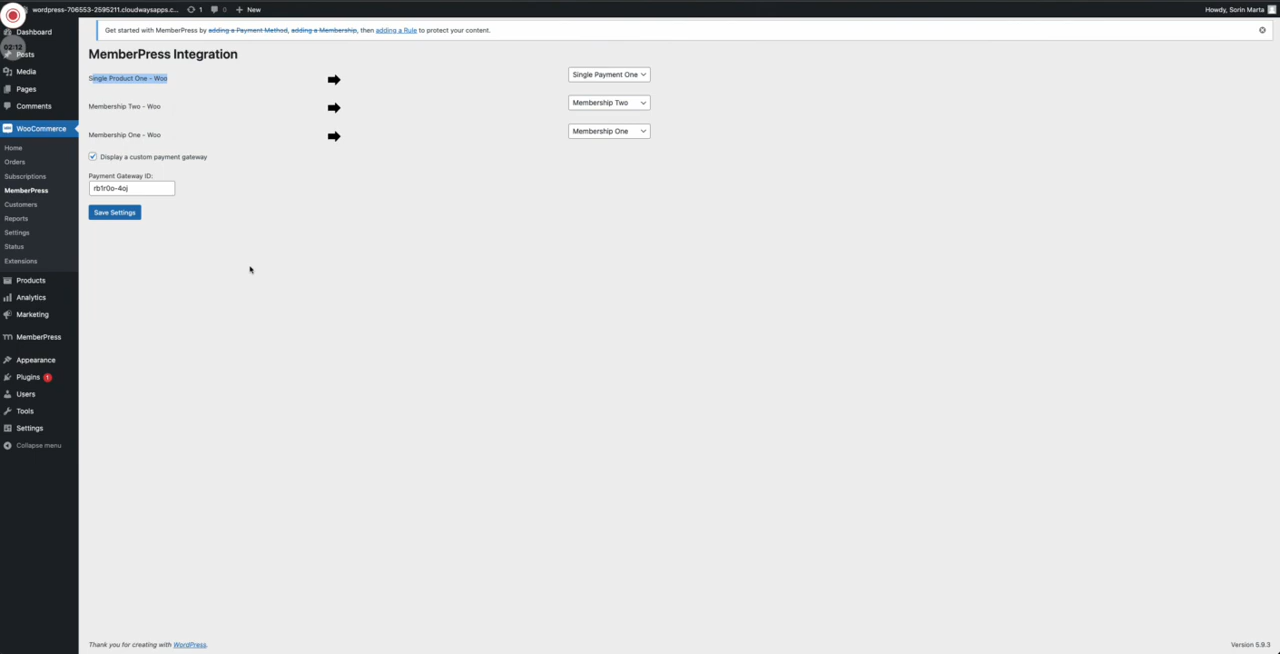 wordpress-706553-2595211.cloudwaysapps.c... 1 0 + New Howdy, Sorin Marta
02:12
Dashboard
Posts
Media
Pages
Comments
WooCommerce
Home
Orders
Subscriptions
MemberPress
Customers
Reports
Settings
Status
Extensions
Products
Analytics
Marketing
MemberPress
Appearance
Plugins 1
Users
Tools
Settings
Collapse menu
Get started with MemberPress by adding a Payment Method, adding a Membership, then adding a Rule to protect your content.
MemberPress Integration
Single Product One - Woo Single Payment One
Membership Two - Woo Membership Two
Membership One - Woo Membership One
Display a custom payment gateway
Payment Gateway ID:
rb1r0o-4oj
Save Settings
Thank you for creating with WordPress. Version 5.9.3